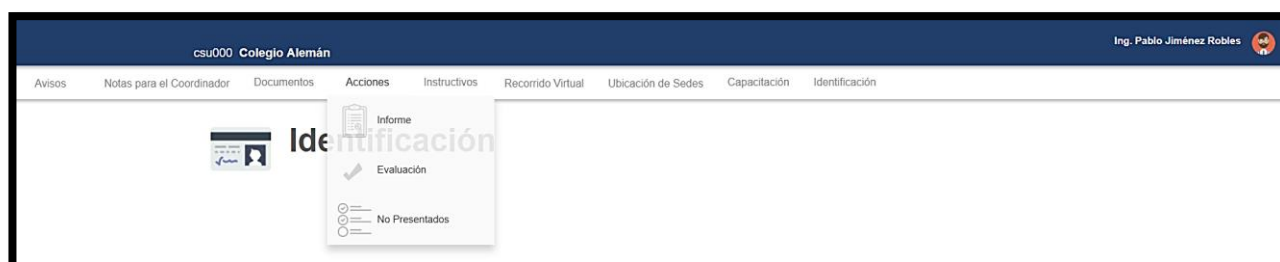 Ing. Pablo Jiménez Robles
csu000 Colegio Alemán
Avisos Notas para el Coordinador Documentos Acciones Instructivos Recorrido Virtual Ubicación de Sedes Capacitación Identificación
Informe
Identificación
Evaluación
No Presentados